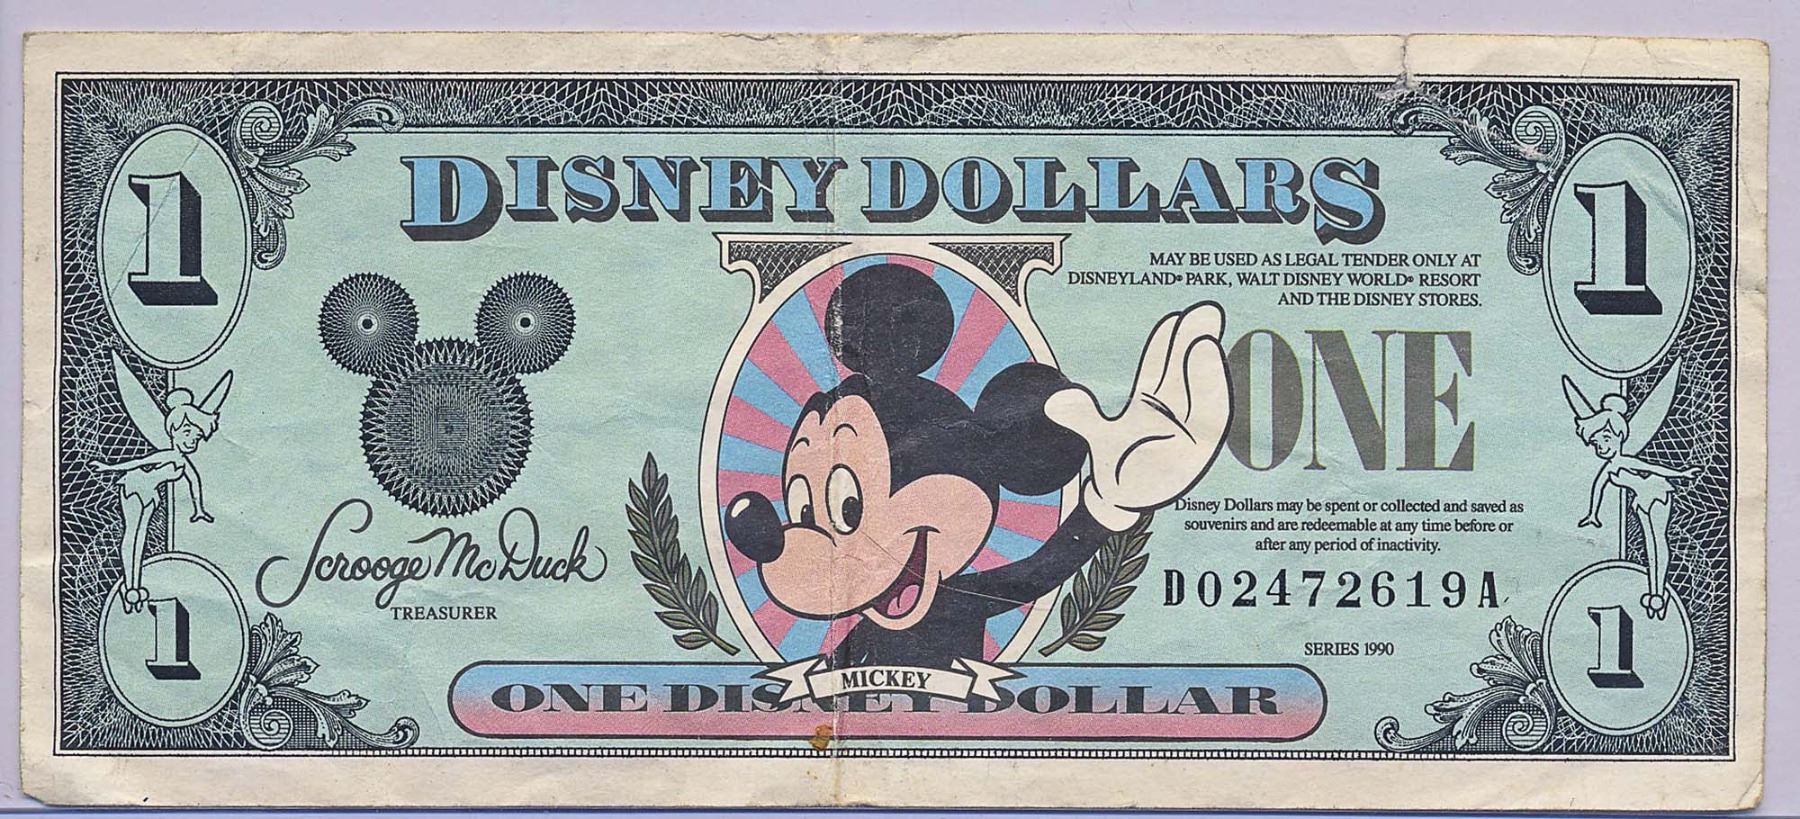 DISNEY DOLLARS
1
1
MAY BE USED AS LEGAL TENDER ONLY AT
DISNEYLAND® PARK, WALT DISNEY WORLD® RESORT
AND THE DISNEY STORES.
ONE
Disney Dollars may be spent or collected and saved as
souvenirs and are redeemable at any time before or
after any period of inactivity.
Scrooge McDuck
TREASURER
D02472619A
SERIES 1990
1
1
MICKEY
ONE DISNEY DOLLAR